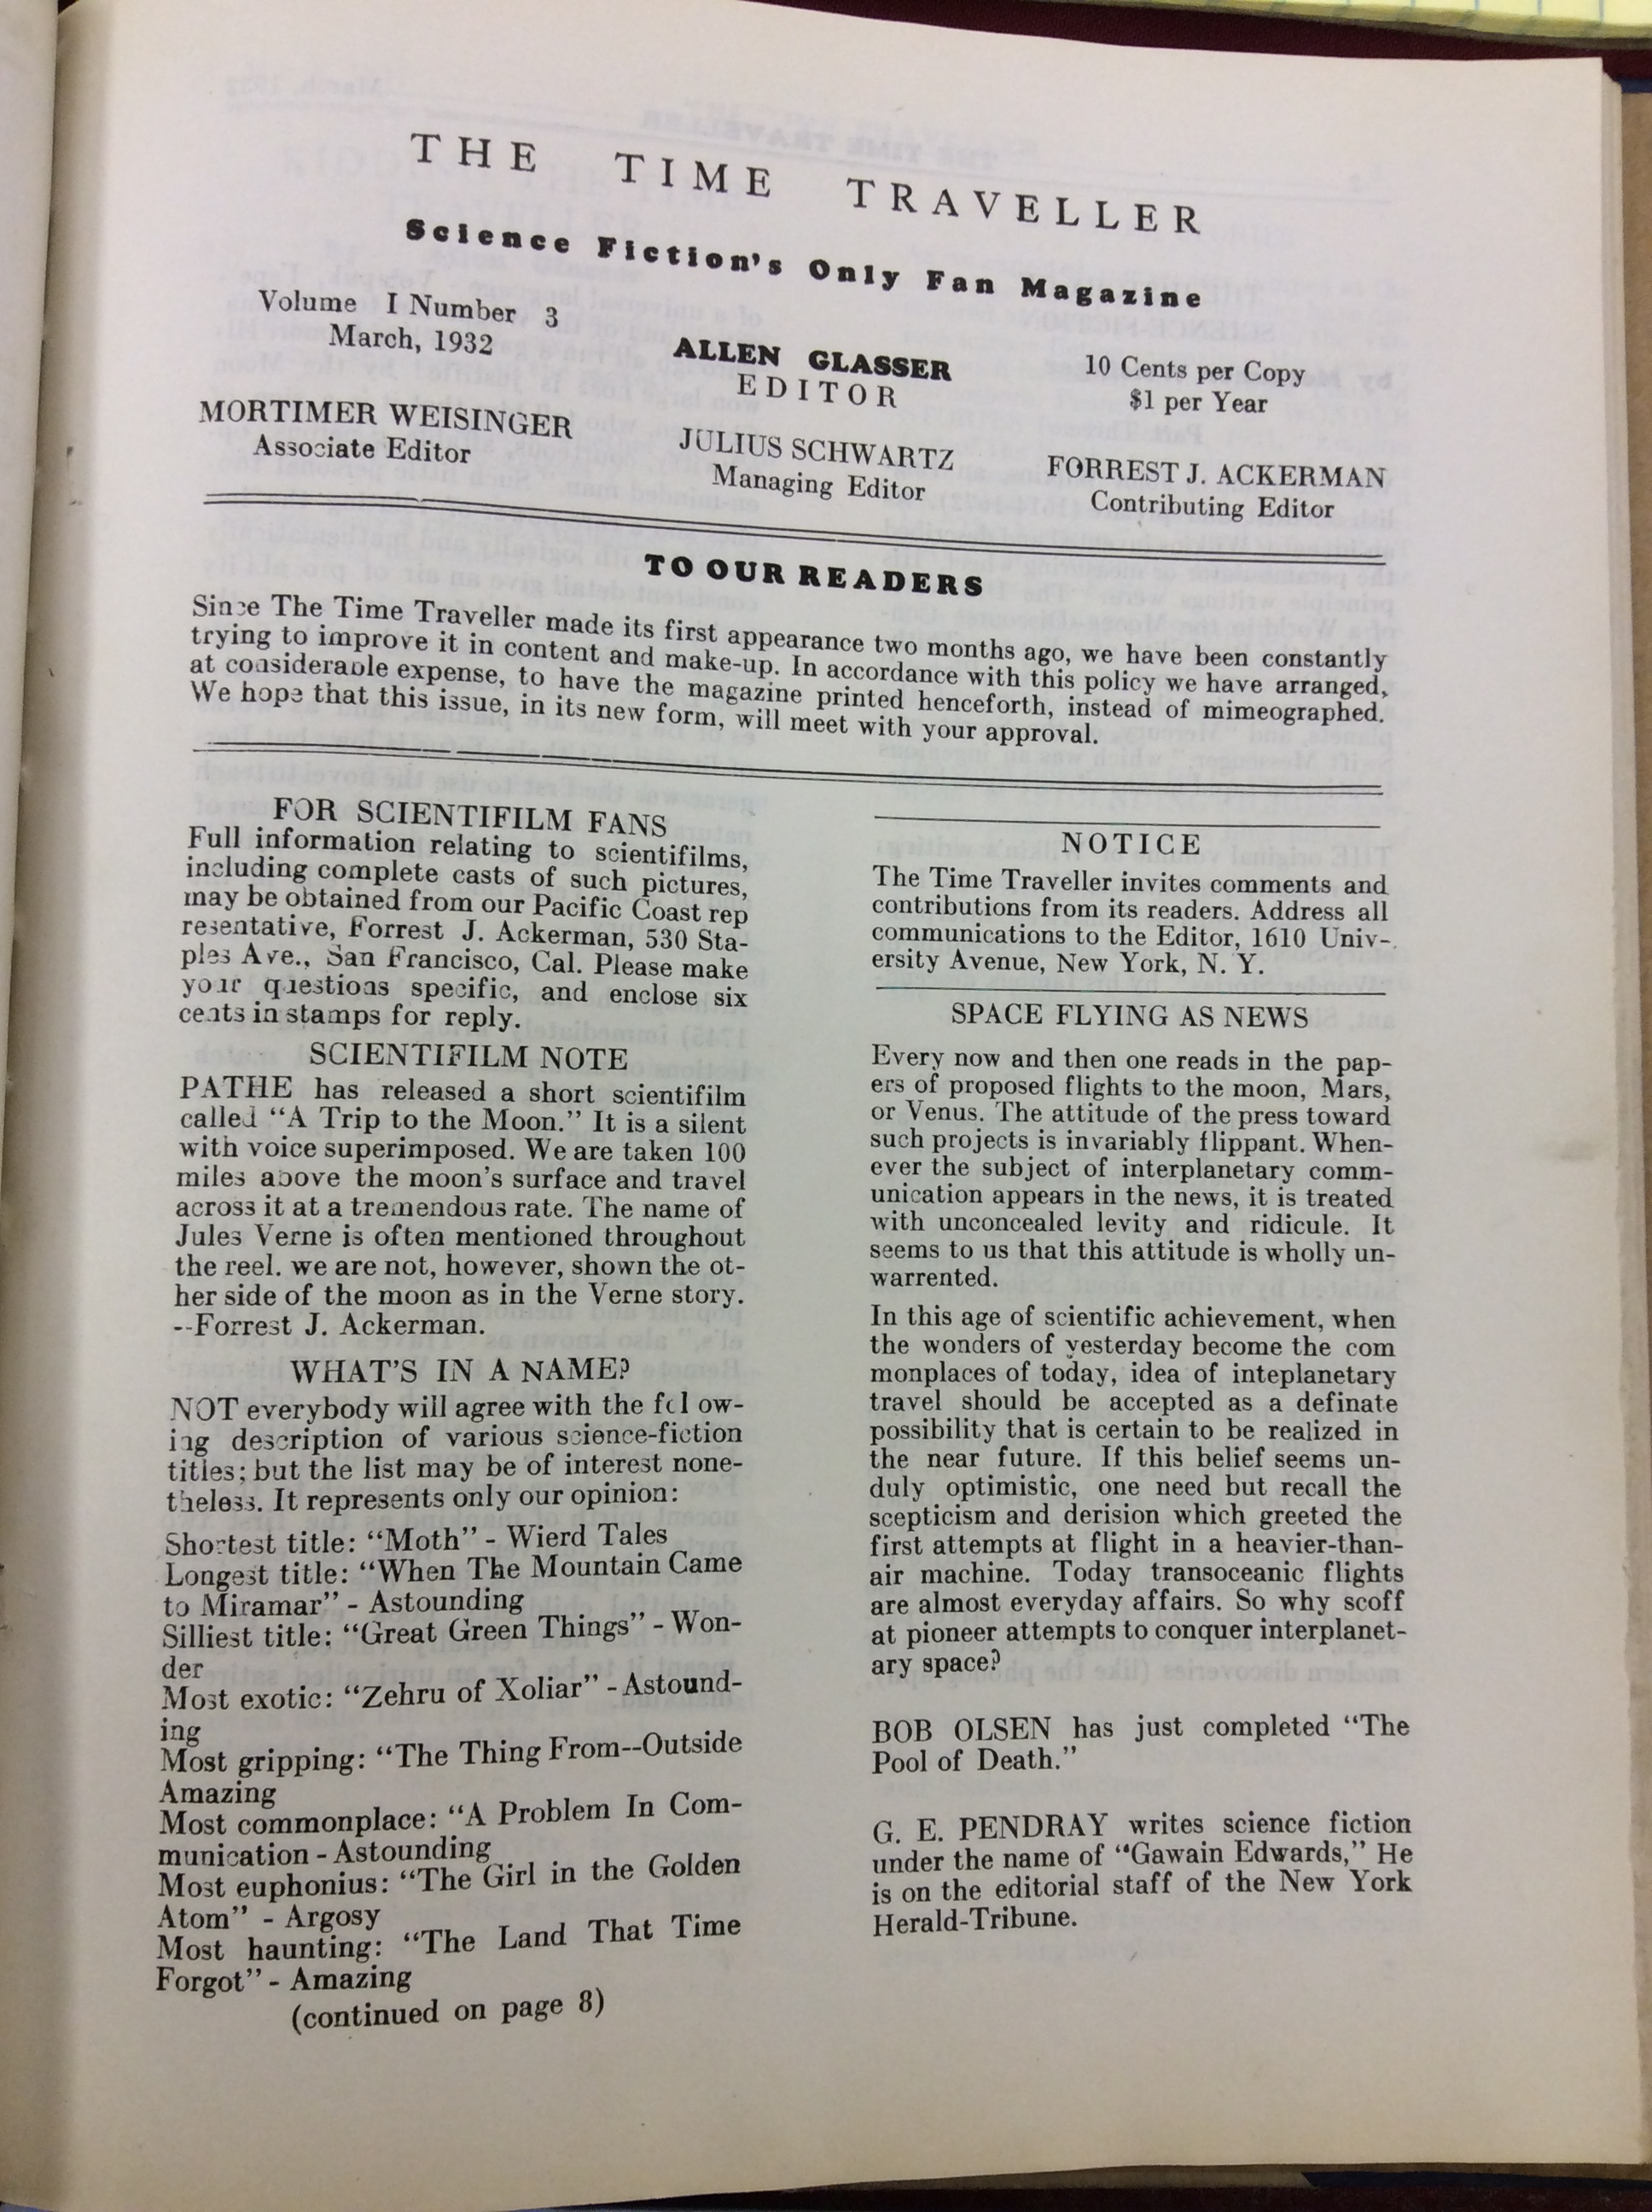 THE TIME TRAVELLER
Science Fiction's Only Fan Magazine
Volume I Number 3
March, 1932
ALLEN GLASSER
EDITOR
10 Cents per Copy
$1 per Year
MORTIMER WEISINGER
Associate Editor
JULIUS SCHWARTZ
Managing Editor
FORREST J. ACKERMAN
Contributing Editor
TO OUR READERS
Since The Time Traveller made its first appearance two months ago, we have been constantly
trying to improve it in content and make-up. In accordance with this policy we have arranged,
at considerable expense, to have the magazine printed henceforth, instead of mimeographed.
We hope that this issue, in its new form, will meet with your approval.
FOR SCIENTIFILM FANS
Full information relating to scientifilms,
including complete casts of such pictures,
may be obtained from our Pacific Coast rep
resentative, Forrest J. Ackerman, 530 Sta-
ples Ave., San Francisco, Cal. Please make
your questions specific, and enclose six
cents in stamps for reply.
SCIENTIFILM NOTE
PATHE has released a short scientifilm
called "A Trip to the Moon." It is a silent
with voice superimposed. We are taken 100
miles above the moon's surface and travel
across it at a tremendous rate. The name of
Jules Verne is often mentioned throughout
the reel. we are not, however, shown the ot-
her side of the moon as in the Verne story.
--Forrest J. Ackerman.
WHAT'S IN A NAME?
NOT everybody will agree with the fol ow-
ing description of various science-fiction
titles; but the list may be of interest none-
theless. It represents only our opinion:
Shortest title: "Moth" - Wierd Tales
Longest title: "When The Mountain Came
to Miramar" - Astounding
Silliest title: "Great Green Things" - Won-
der
Most exotic: "Zehru of Xoliar" - Astound-
ing
Most gripping: "The Thing From--Outside
Amazing
Most commonplace: "A Problem In Com-
munication - Astounding
Most euphonius: "The Girl in the Golden
Atom" - Argosy
Most haunting: "The Land That Time
Forgot" - Amazing
(continued on page 8)
NOTICE
The Time Traveller invites comments and
contributions from its readers. Address all
communications to the Editor, 1610 Univ-
ersity Avenue, New York, N. Y.
SPACE FLYING AS NEWS
Every now and then one reads in the pap-
ers of proposed flights to the moon, Mars,
or Venus. The attitude of the press toward
such projects is invariably flippant. When-
ever the subject of interplanetary comm-
unication appears in the news, it is treated
with unconcealed levity and ridicule. It
seems to us that this attitude is wholly un-
warrented.
In this age of scientific achievement, when
the wonders of yesterday become the com
monplaces of today, idea of inteplanetary
travel should be accepted as a definate
possibility that is certain to be realized in
the near future. If this belief seems un-
duly optimistic, one need but recall the
scepticism and derision which greeted the
first attempts at flight in a heavier-than-
air machine. Today transoceanic flights
are almost everyday affairs. So why scoff
at pioneer attempts to conquer interplanet-
ary space?
BOB OLSEN has just completed "The
Pool of Death."
G. E. PENDRAY writes science fiction
under the name of "Gawain Edwards," He
is on the editorial staff of the New York
Herald-Tribune.